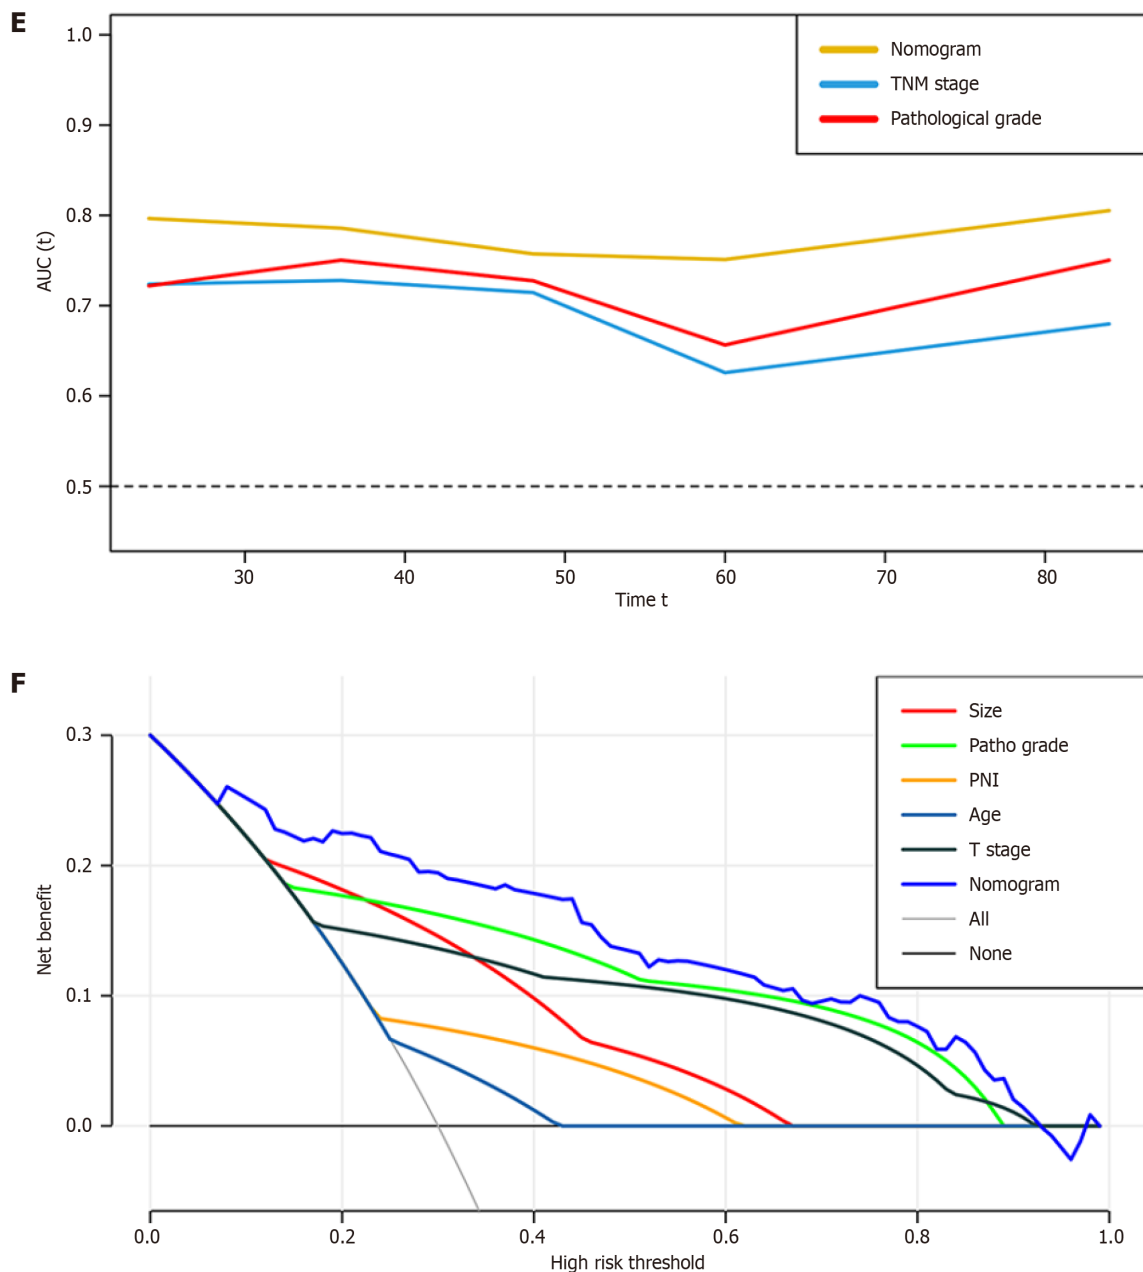 E
1.0
0.9
0.8
0.7
0.6
0.5
AUC (t)
Nomogram
TNM stage
Pathological grade
30 40 50 60 70 80
Time t
F
0.3
0.2
0.1
0.0
Net benefit
Size
Patho grade
PNI
Age
T stage
Nomogram
All
None
0.0 0.2 0.4 0.6 0.8 1.0
High risk threshold